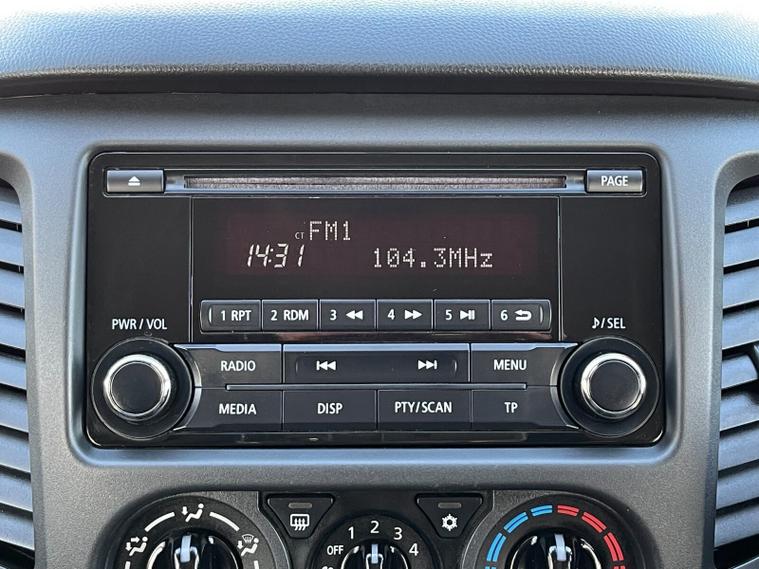 PAGE
CT FM1
14:31 104.3MHz
1 RPT 2 RDM 3 4 5 6
PWR / VOL
/ SEL
RADIO MENU
MEDIA DISP PTY/SCAN TP
OFF 1 2 3 4